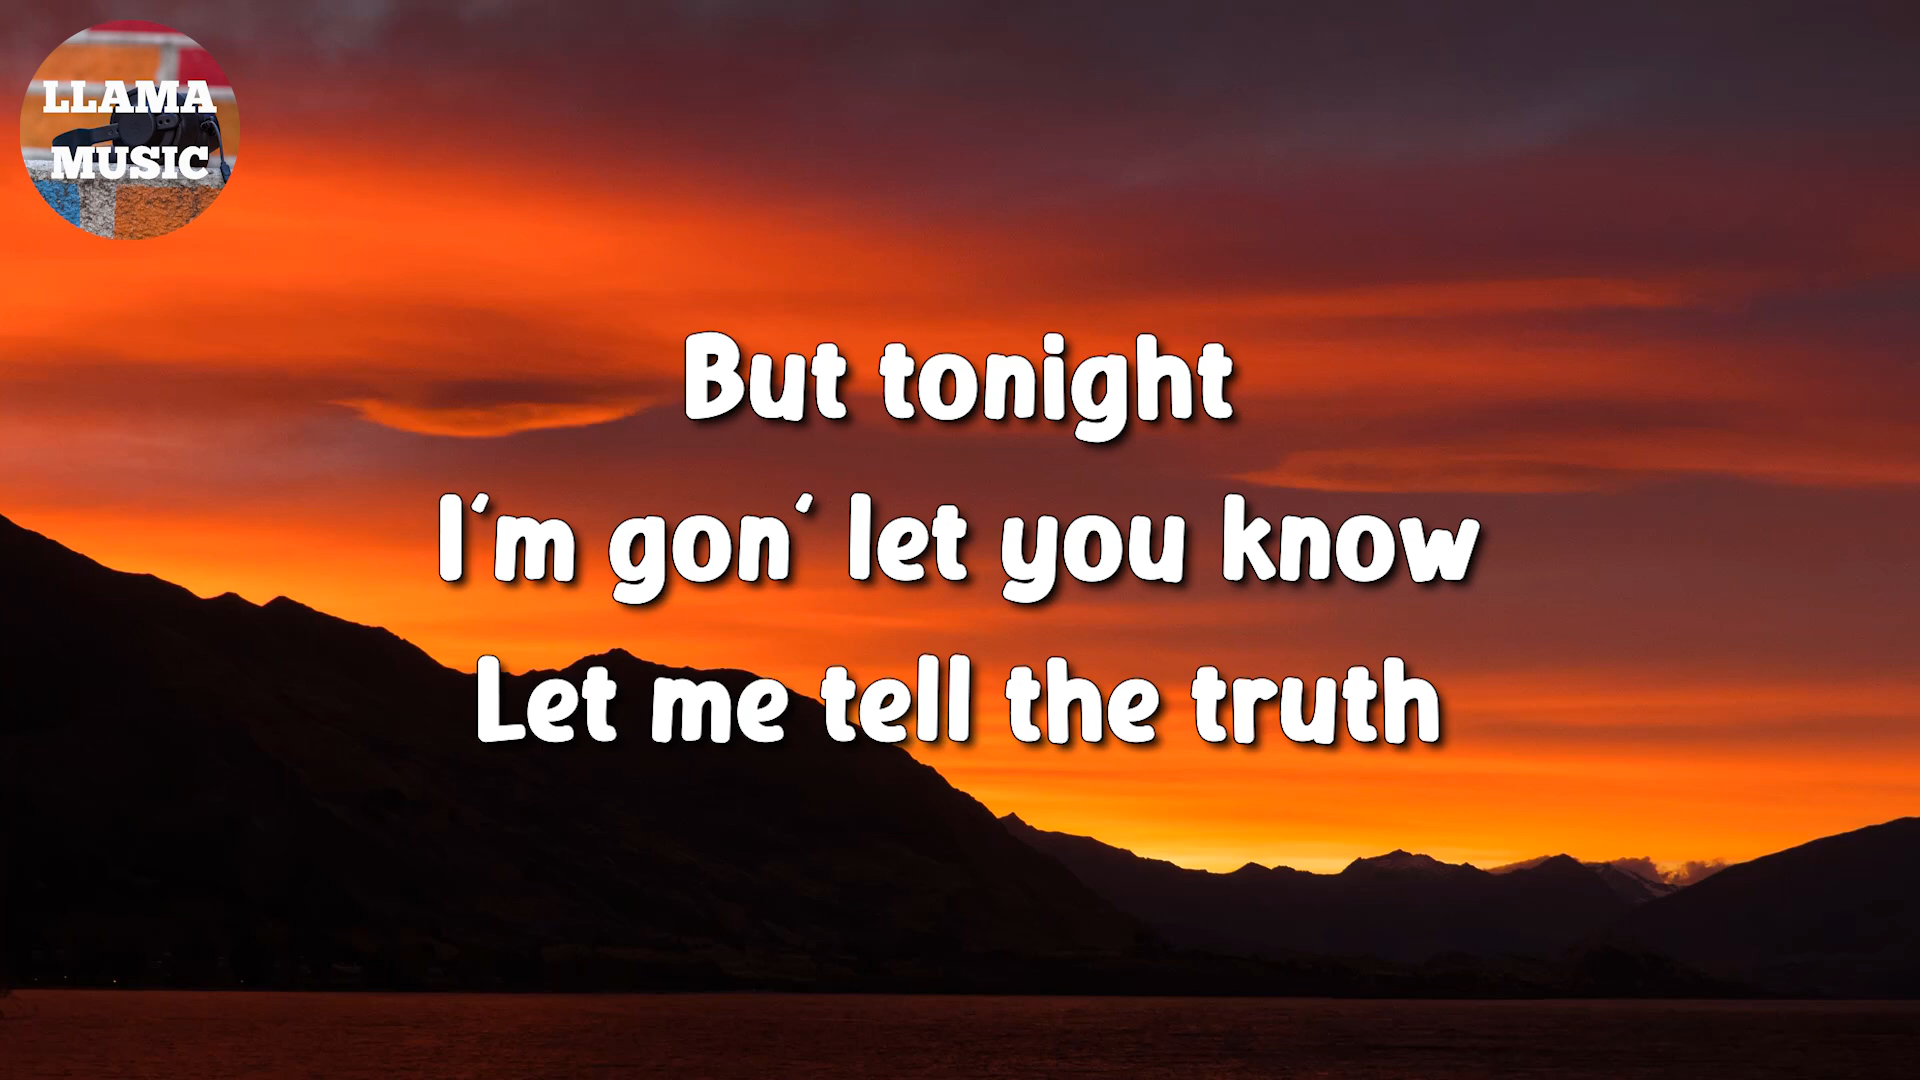 LLAMA
MUSIC
But tonight
I'm gon' let you know
Let me tell the truth